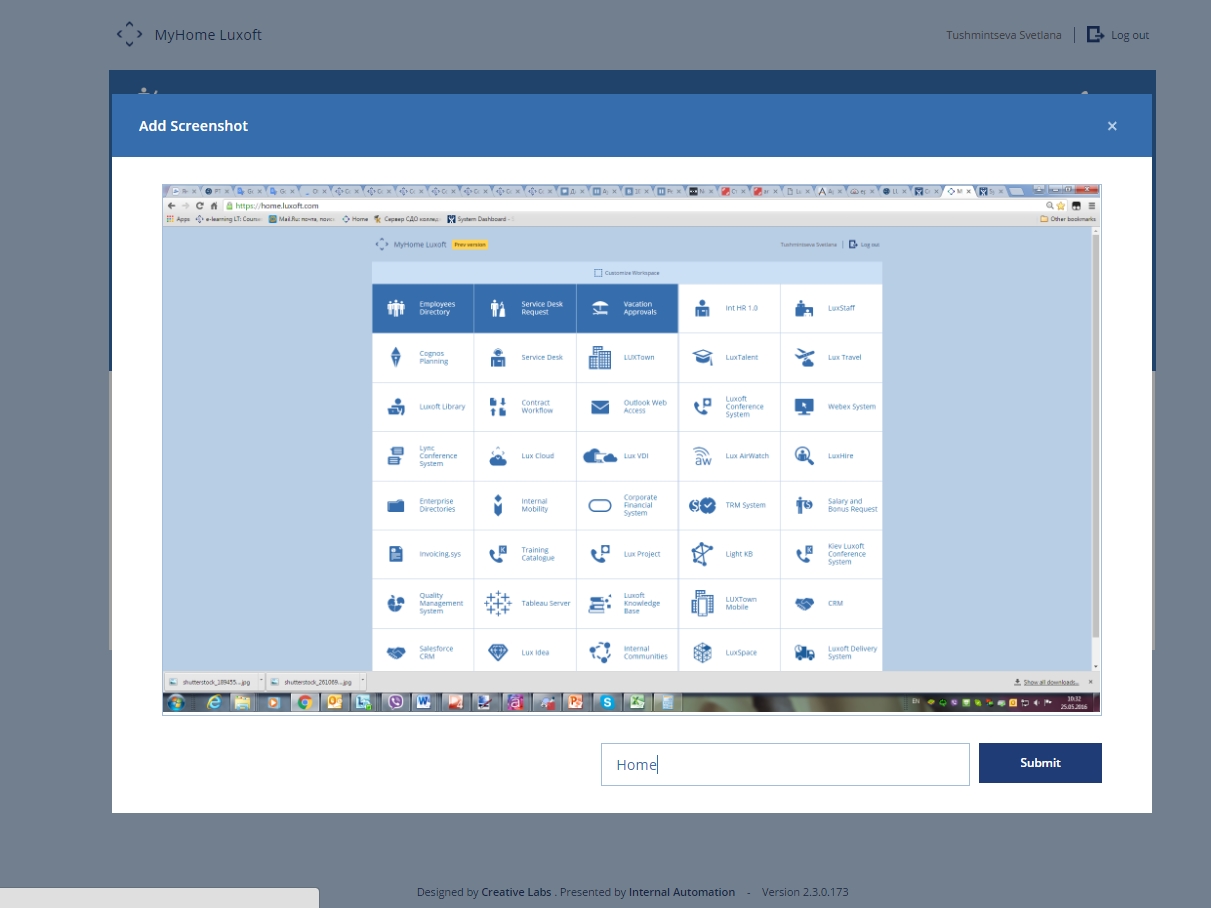 MyHome Luxoft
Tushmintseva Svetlana
Log out
Add Screenshot
×
https://home.luxoft.com
Apps
e-learning LT: Course
Mail.Ru: почта, поис
Home
Сервер СДО коллек
System Dashboard -
Other bookmarks
MyHome Luxoft
Prev version
Tushmintseva Svetlana
Log out
Customize Workspace
Employees
Directory
Service Desk
Request
Vacation
Approvals
Int HR 1.0
LuxStaff
Cognos
Planning
Service Desk
LUXTown
LuxTalent
Lux Travel
Luxoft Library
Contract
Workflow
Outlook Web
Access
Luxoft
Conference
System
Webex System
Lync
Conference
System
Lux Cloud
Lux VDI
aw
Lux AirWatch
LuxHire
Enterprise
Directories
Internal
Mobility
Corporate
Financial
System
TRM System
Salary and
Bonus Request
Invoicing.sys
Training
Catalogue
Lux Project
Light KB
Kiev Luxoft
Conference
System
Quality
Management
System
Tableau Server
Luxoft
Knowledge
Base
LUXTown
Mobile
CRM
Salesforce
CRM
Lux Idea
Internal
Communities
LuxSpace
Luxoft Delivery
System
shutterstock_189455....jpg
shutterstock_261069....jpg
Show all downloads...
EN
10:32
25.05.2016
Home
Submit
Designed by Creative Labs . Presented by Internal Automation - Version 2.3.0.173